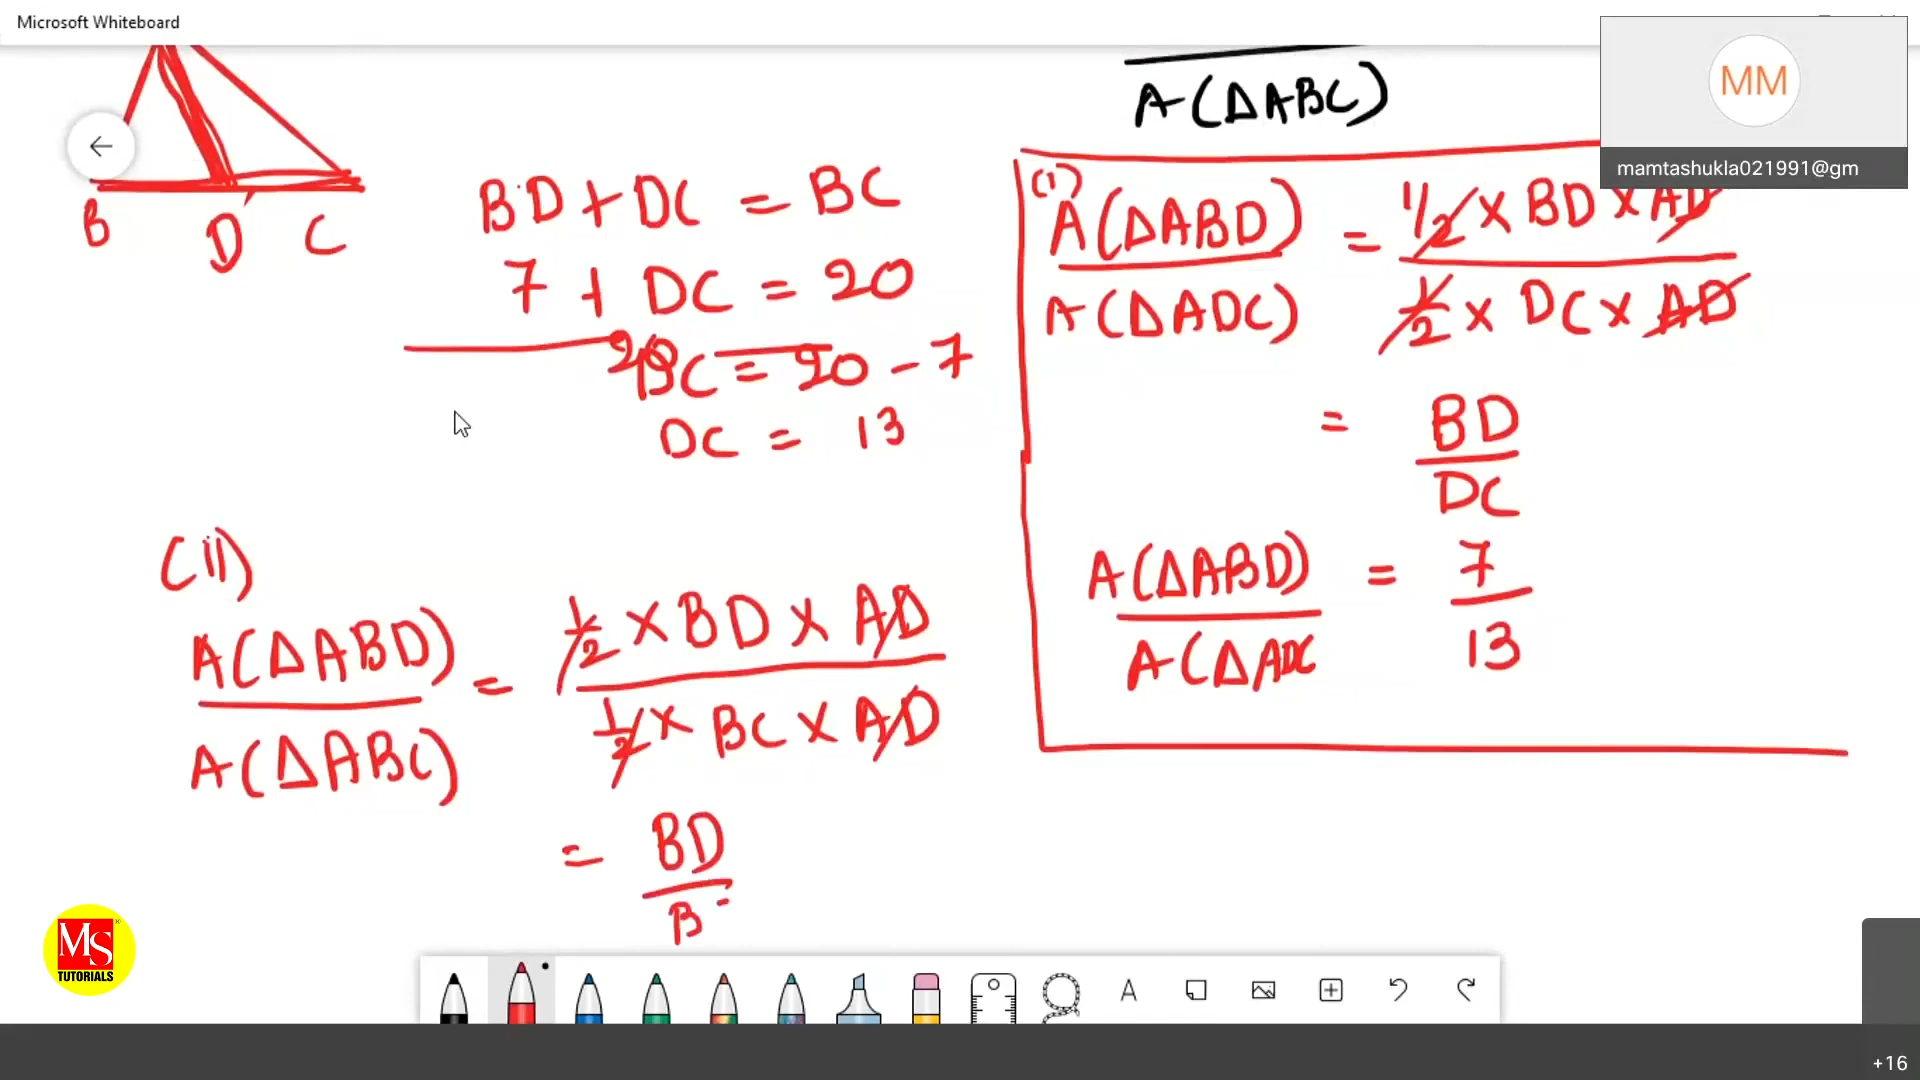 Microsoft Whiteboard
A(ΔABC)
MM
mamtashukla021991@gm
B D C
BD + DC = BC
7 + DC = 20
DC = 20 - 7
DC = 13
(i)
A(ΔABD) = 1/2 × BD × AD
A(ΔADC) 1/2 × DC × AD
= BD
DC
A(ΔABD) = 7
A(ΔADC 13
(ii)
A(ΔABD) = 1/2 × BD × AD
A(ΔABC) 1/2 × BC × AD
= BD
B
MS
TUTORIALS
A
+16